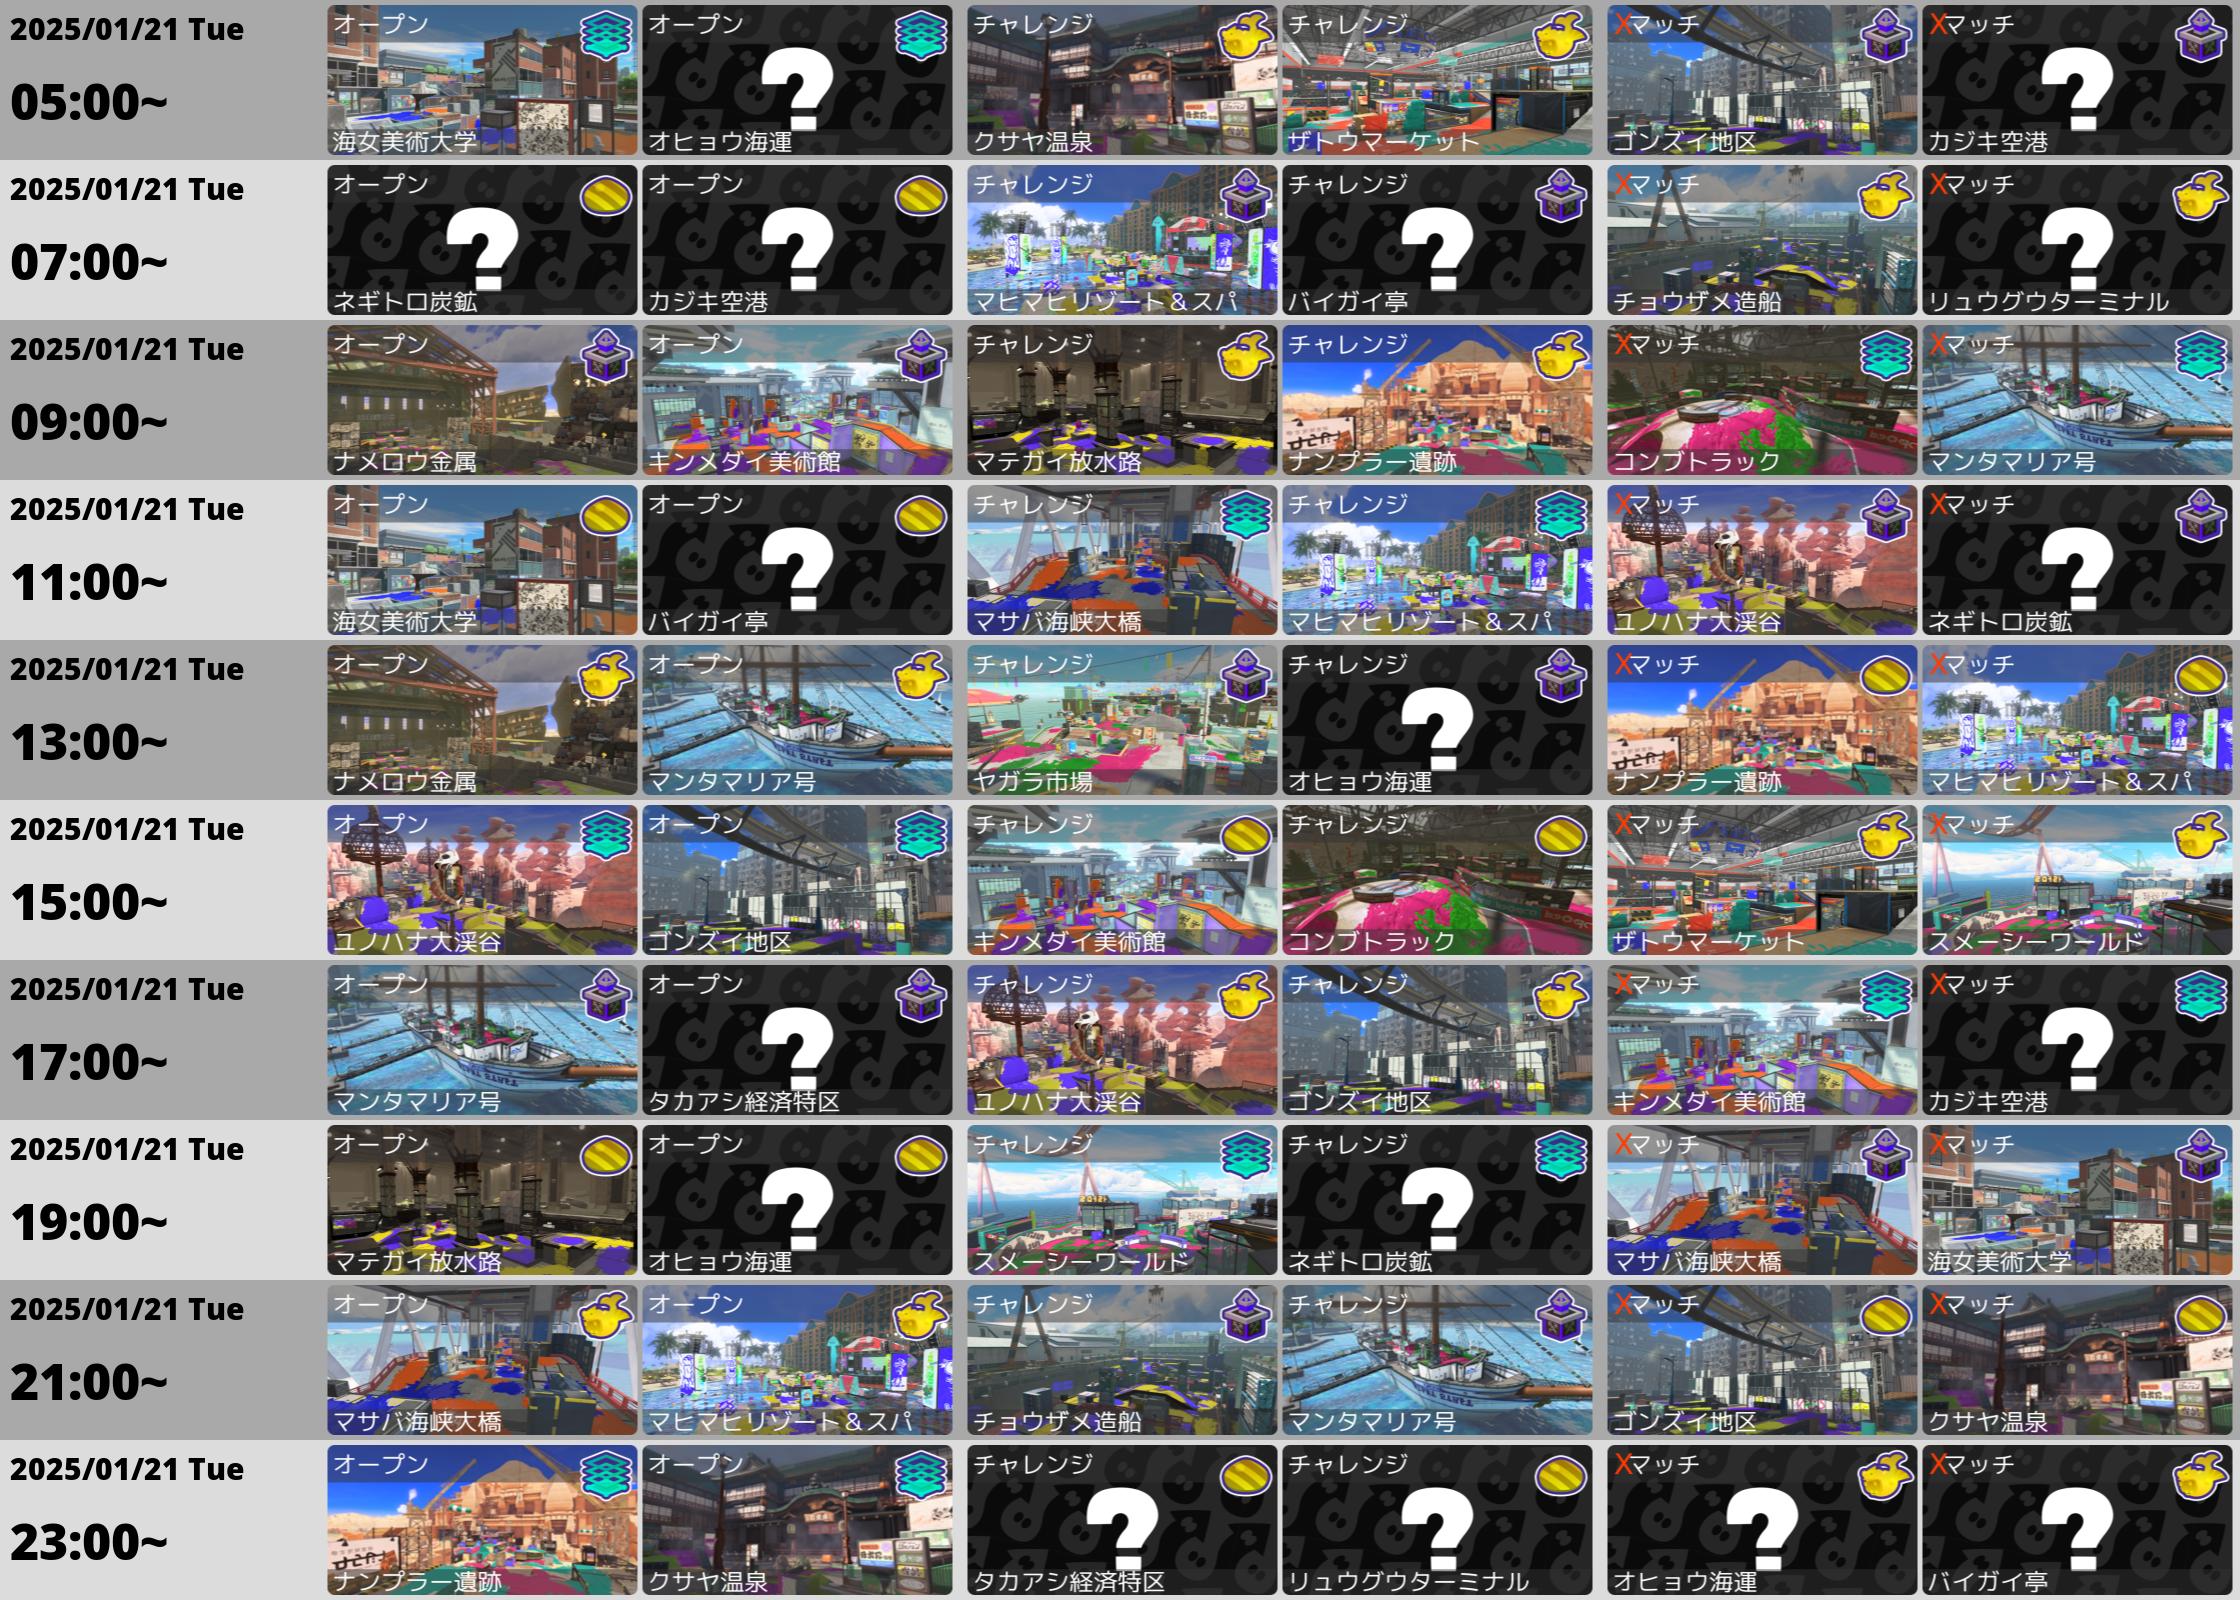 2025/01/21 Tue
05:00~
オープン
海女美術大学
オープン
オヒョウ海運
チャレンジ
クサヤ温泉
チャレンジ
ザトウマーケット
Xマッチ
ゴンズイ地区
Xマッチ
カジキ空港
2025/01/21 Tue
07:00~
オープン
ネギトロ炭鉱
オープン
カジキ空港
チャレンジ
マヒマヒリゾート＆スパ
チャレンジ
バイガイ亭
Xマッチ
チョウザメ造船
Xマッチ
リュウグウターミナル
2025/01/21 Tue
09:00~
オープン
ナメロウ金属
オープン
キンメダイ美術館
チャレンジ
マテガイ放水路
チャレンジ
ナンプラー遺跡
Xマッチ
コンブトラック
Xマッチ
マンタマリア号
2025/01/21 Tue
11:00~
オープン
海女美術大学
オープン
バイガイ亭
チャレンジ
マサバ海峡大橋
チャレンジ
マヒマヒリゾート＆スパ
Xマッチ
ユノハナ大渓谷
Xマッチ
ネギトロ炭鉱
2025/01/21 Tue
13:00~
オープン
ナメロウ金属
オープン
マンタマリア号
チャレンジ
ヤガラ市場
チャレンジ
オヒョウ海運
Xマッチ
ナンプラー遺跡
Xマッチ
マヒマヒリゾート＆スパ
2025/01/21 Tue
15:00~
オープン
ユノハナ大渓谷
オープン
ゴンズイ地区
チャレンジ
キンメダイ美術館
チャレンジ
コンブトラック
Xマッチ
ザトウマーケット
Xマッチ
スメーシーワールド
2025/01/21 Tue
17:00~
オープン
マンタマリア号
オープン
タカアシ経済特区
チャレンジ
ユノハナ大渓谷
チャレンジ
ゴンズイ地区
Xマッチ
キンメダイ美術館
Xマッチ
カジキ空港
2025/01/21 Tue
19:00~
オープン
マテガイ放水路
オープン
オヒョウ海運
チャレンジ
スメーシーワールド
チャレンジ
ネギトロ炭鉱
Xマッチ
マサバ海峡大橋
Xマッチ
海女美術大学
2025/01/21 Tue
21:00~
オープン
マサバ海峡大橋
オープン
マヒマヒリゾート＆スパ
チャレンジ
チョウザメ造船
チャレンジ
マンタマリア号
Xマッチ
ゴンズイ地区
Xマッチ
クサヤ温泉
2025/01/21 Tue
23:00~
オープン
ナンプラー遺跡
オープン
クサヤ温泉
チャレンジ
タカアシ経済特区
チャレンジ
リュウグウターミナル
Xマッチ
オヒョウ海運
Xマッチ
バイガイ亭